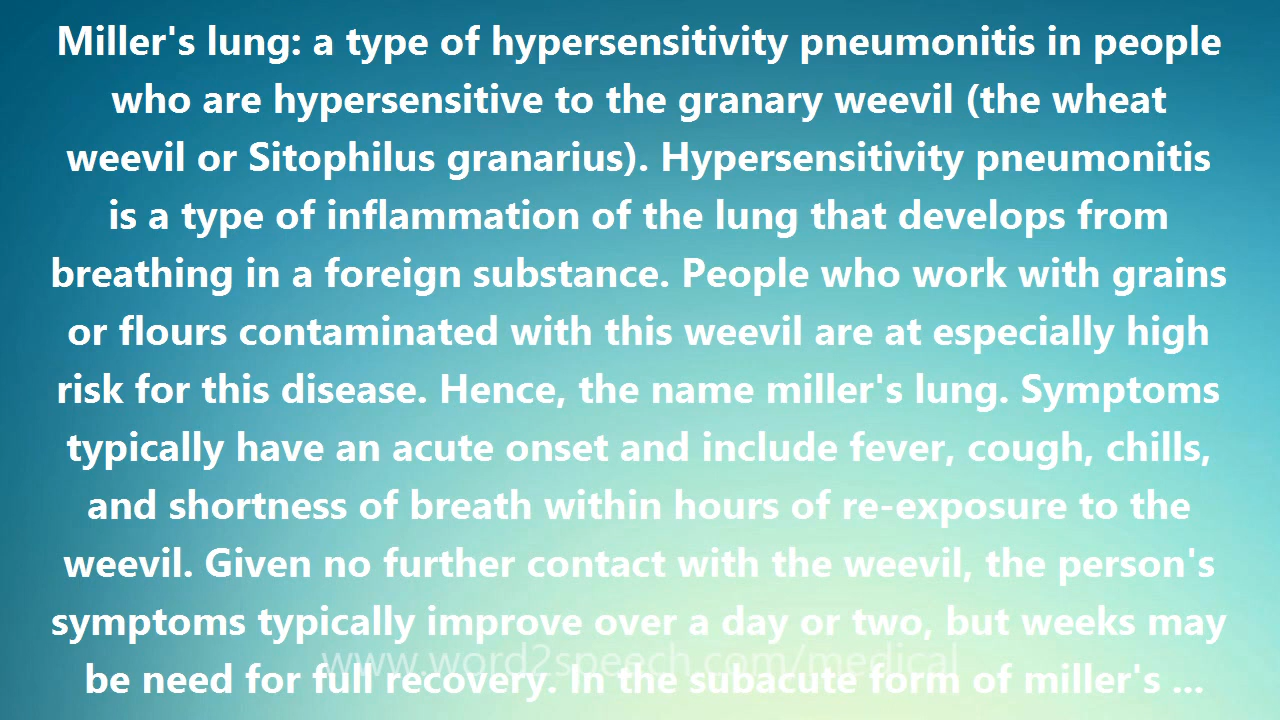 Miller's lung: a type of hypersensitivity pneumonitis in people
who are hypersensitive to the granary weevil (the wheat
weevil or Sitophilus granarius). Hypersensitivity pneumonitis
is a type of inflammation of the lung that develops from
breathing in a foreign substance. People who work with grains
or flours contaminated with this weevil are at especially high
risk for this disease. Hence, the name miller's lung. Symptoms
typically have an acute onset and include fever, cough, chills,
and shortness of breath within hours of re-exposure to the
weevil. Given no further contact with the weevil, the person's
symptoms typically improve over a day or two, but weeks may
www.word2speech.com/medical
be need for full recovery. In the subacute form of miller's ...